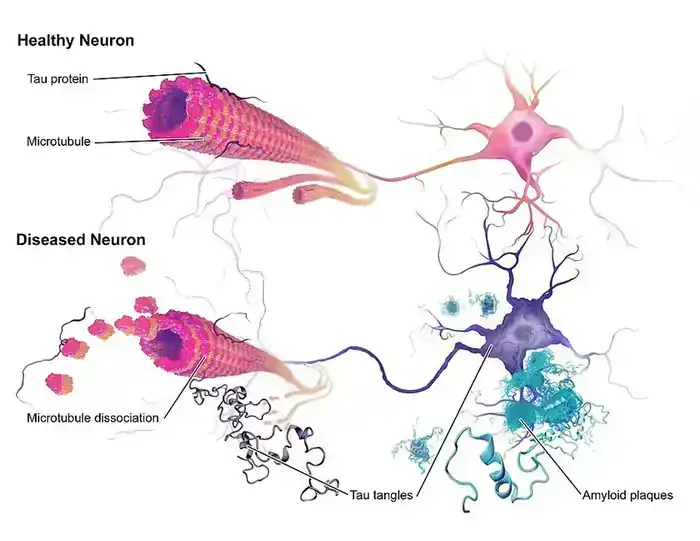 Healthy Neuron
Tau protein
Microtubule
Diseased Neuron
Microtubule dissociation
Tau tangles
Amyloid plaques